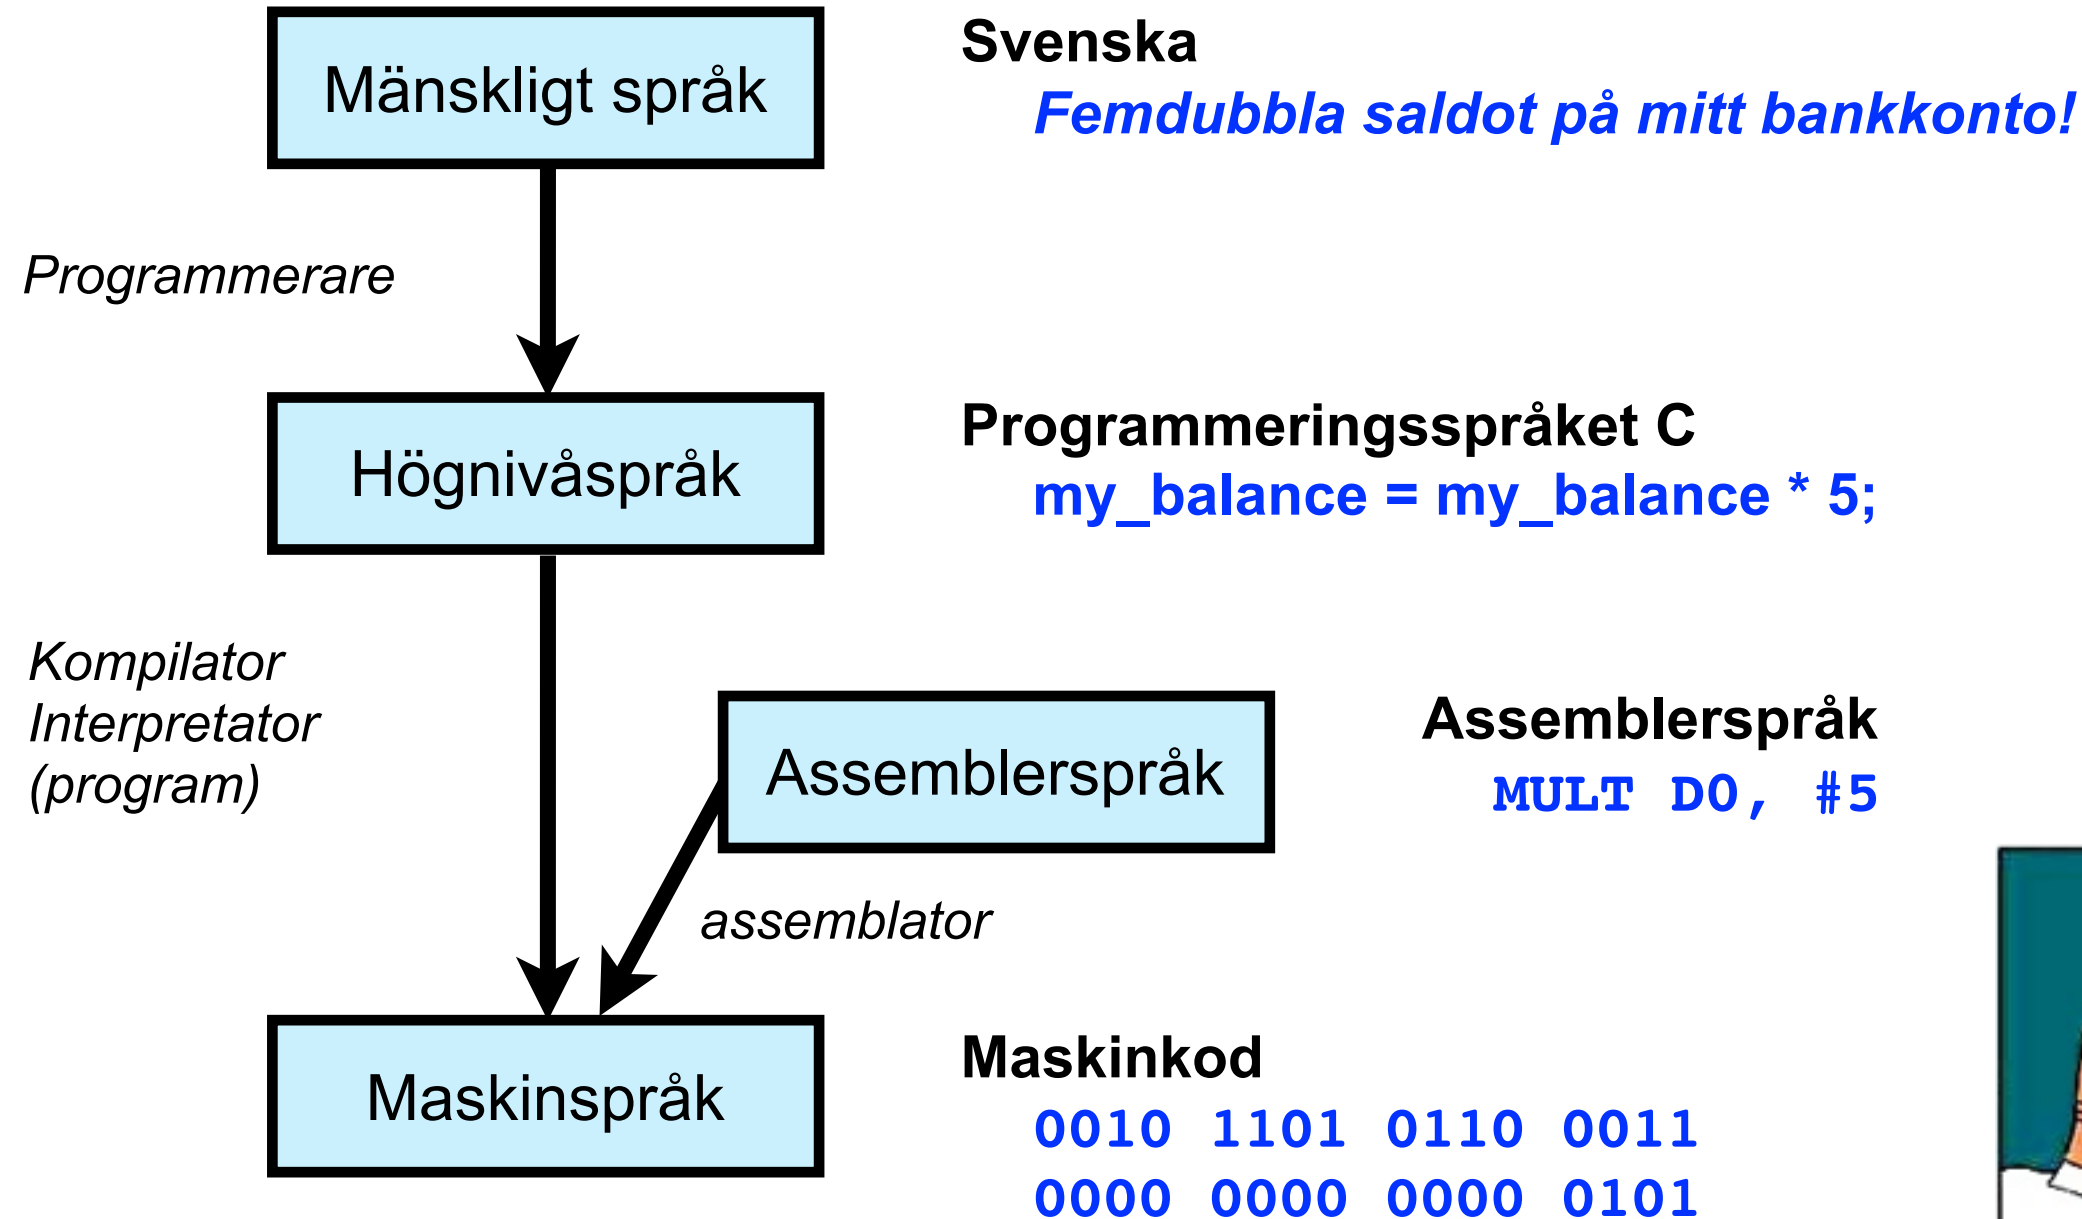 Mänskligt språk
Svenska
Femdubbla saldot på mitt bankkonto!
Programmerare
Högnivåspråk
Programmeringsspråket C
my_balance = my_balance * 5;
Kompilator
Interpretator
(program)
Assemblerspråk
Assemblerspråk
MULT D0, #5
assemblator
Maskinspråk
Maskinkod
0010 1101 0110 0011
0000 0000 0000 0101